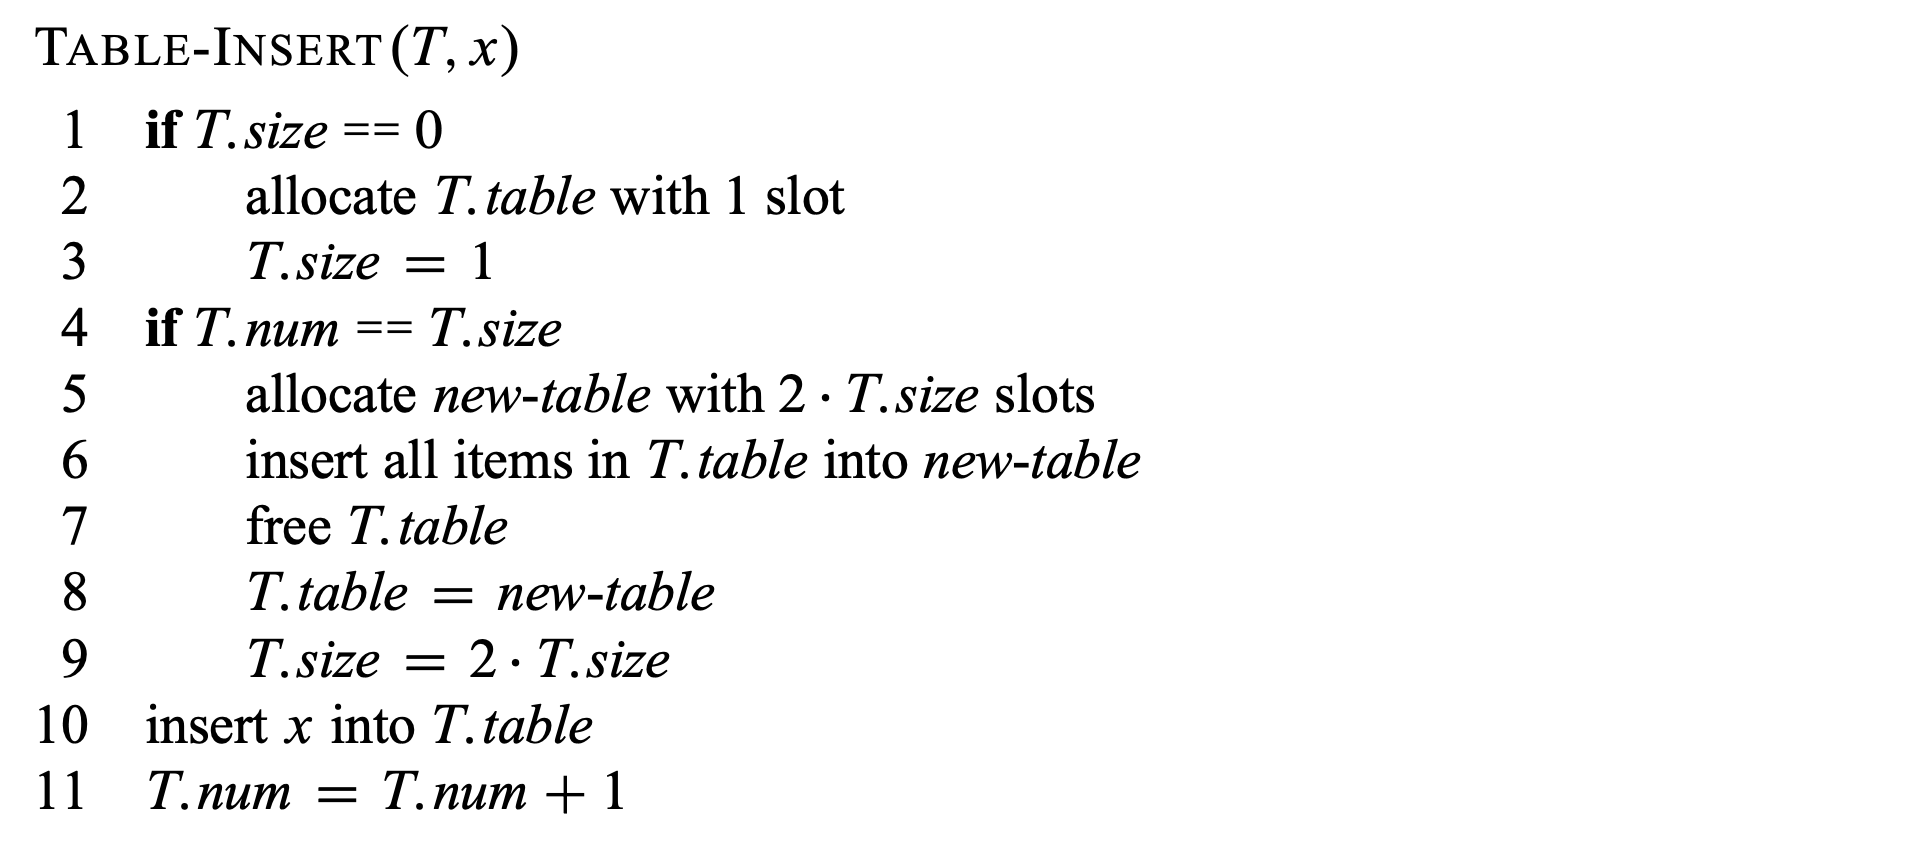 TABLE-INSERT(T, x)
1 if T.size == 0
2 allocate T.table with 1 slot
3 T.size = 1
4 if T.num == T.size
5 allocate new-table with 2 · T.size slots
6 insert all items in T.table into new-table
7 free T.table
8 T.table = new-table
9 T.size = 2 · T.size
10 insert x into T.table
11 T.num = T.num + 1